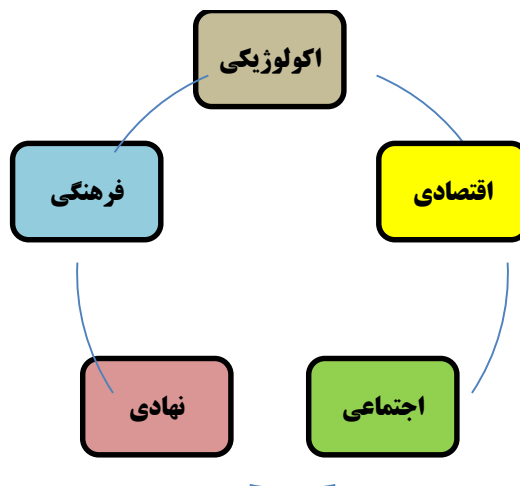 اکولوژیکی
اقتصادی
فرهنگی
اجتماعی
نهادی